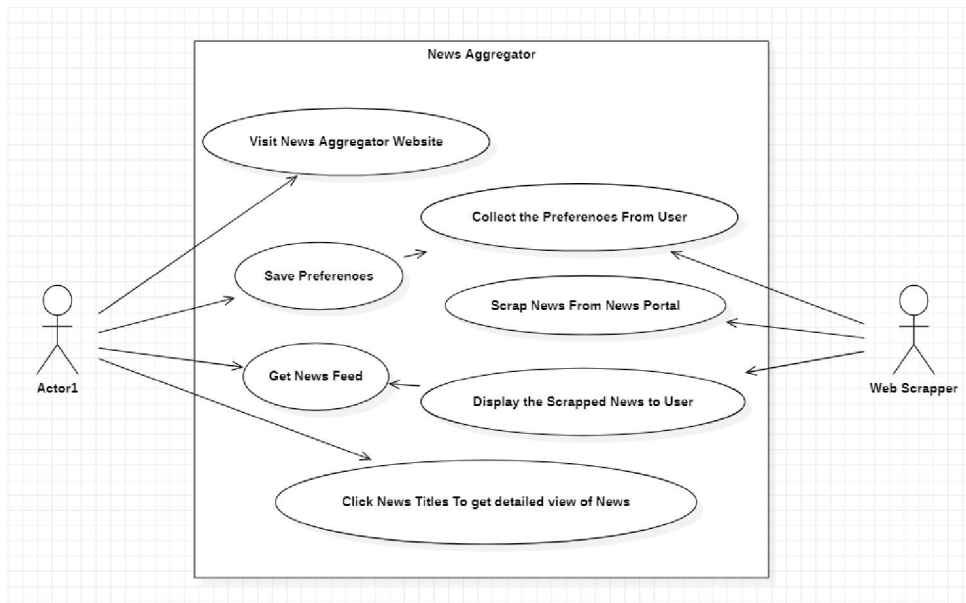 News Aggregator
Visit News Aggregator Website
Collect the Preferences From User
Save Preferences
Scrap News From News Portal
Get News Feed
Display the Scrapped News to User
Actor1
Web Scrapper
Click News Titles To get detailed view of News